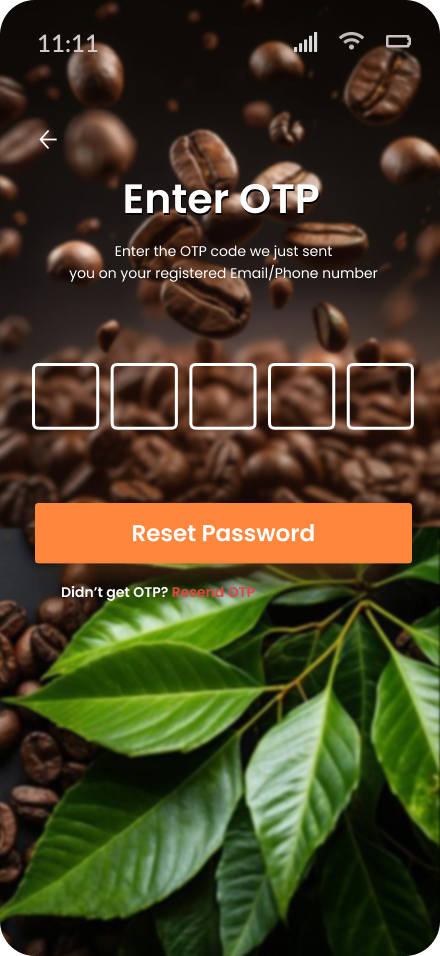 11:11
Enter OTP
Enter the OTP code we just sent
you on your registered Email/Phone number
Reset Password
Didn’t get OTP? Resend OTP